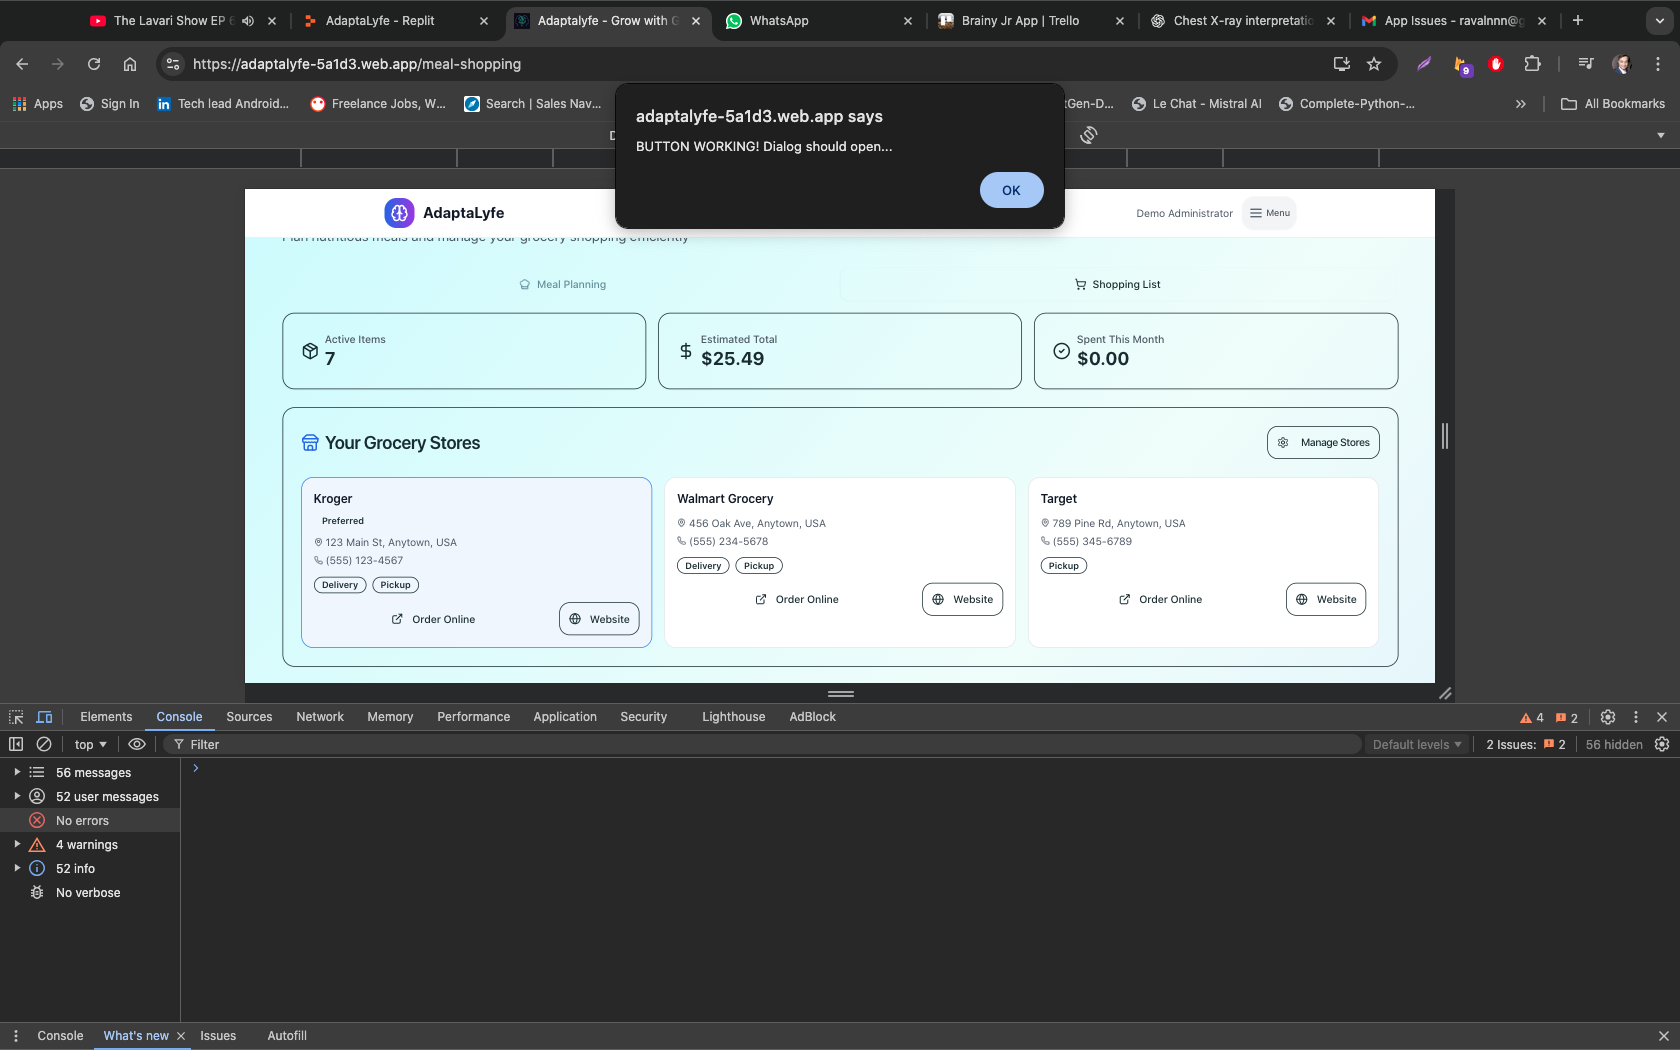 The Lavari Show EP
AdaptaLyfe - Replit
Adaptalyfe - Grow with
WhatsApp
Brainy Jr App | Trello
Chest X-ray interpretatio
App Issues - ravalnnn@g
https://adaptalyfe-5a1d3.web.app/meal-shopping
9
Apps
Sign In
Tech lead Android...
Freelance Jobs, W...
Search | Sales Nav...
tGen-D...
Le Chat - Mistral AI
Complete-Python-...
»
All Bookmarks
adaptalyfe-5a1d3.web.app says
BUTTON WORKING! Dialog should open...
OK
AdaptaLyfe
Demo Administrator
Menu
Plan nutritious meals and manage your grocery shopping efficiently
Meal Planning
Shopping List
Active Items
7
Estimated Total
$25.49
Spent This Month
$0.00
Your Grocery Stores
Manage Stores
Kroger
Preferred
123 Main St, Anytown, USA
(555) 123-4567
Delivery
Pickup
Order Online
Website
Walmart Grocery
456 Oak Ave, Anytown, USA
(555) 234-5678
Delivery
Pickup
Order Online
Website
Target
789 Pine Rd, Anytown, USA
(555) 345-6789
Pickup
Order Online
Website
Elements
Console
Sources
Network
Memory
Performance
Application
Security
Lighthouse
AdBlock
4
2
top
Filter
Default levels
2 Issues:
2
56 hidden
56 messages
52 user messages
No errors
4 warnings
52 info
No verbose
Console
What's new
Issues
Autofill